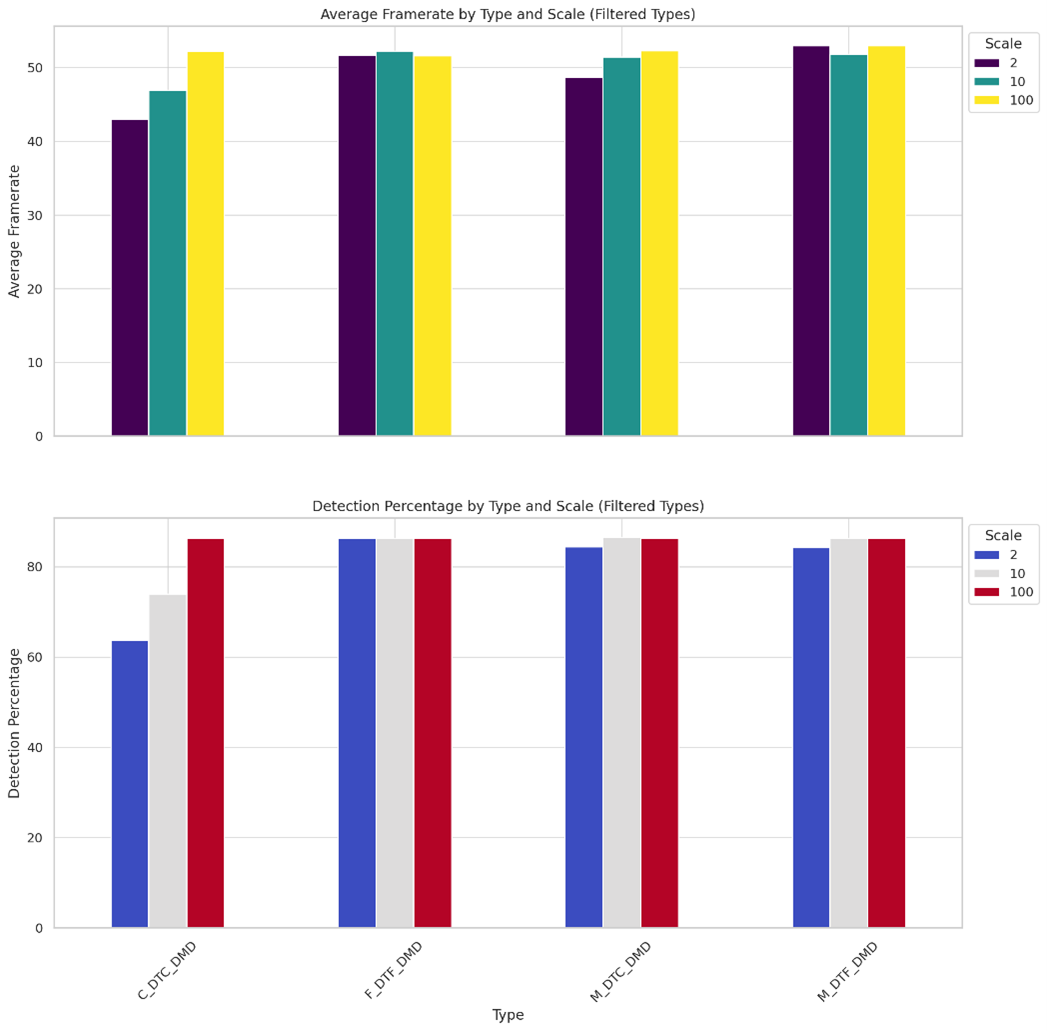 Average Framerate by Type and Scale (Filtered Types)
Average Framerate
50
40
30
20
10
0
Scale
2
10
100
Detection Percentage by Type and Scale (Filtered Types)
Detection Percentage
80
60
40
20
0
Scale
2
10
100
C_DTC_DMD
F_DTF_DMD
M_DTC_DMD
M_DTF_DMD
Type